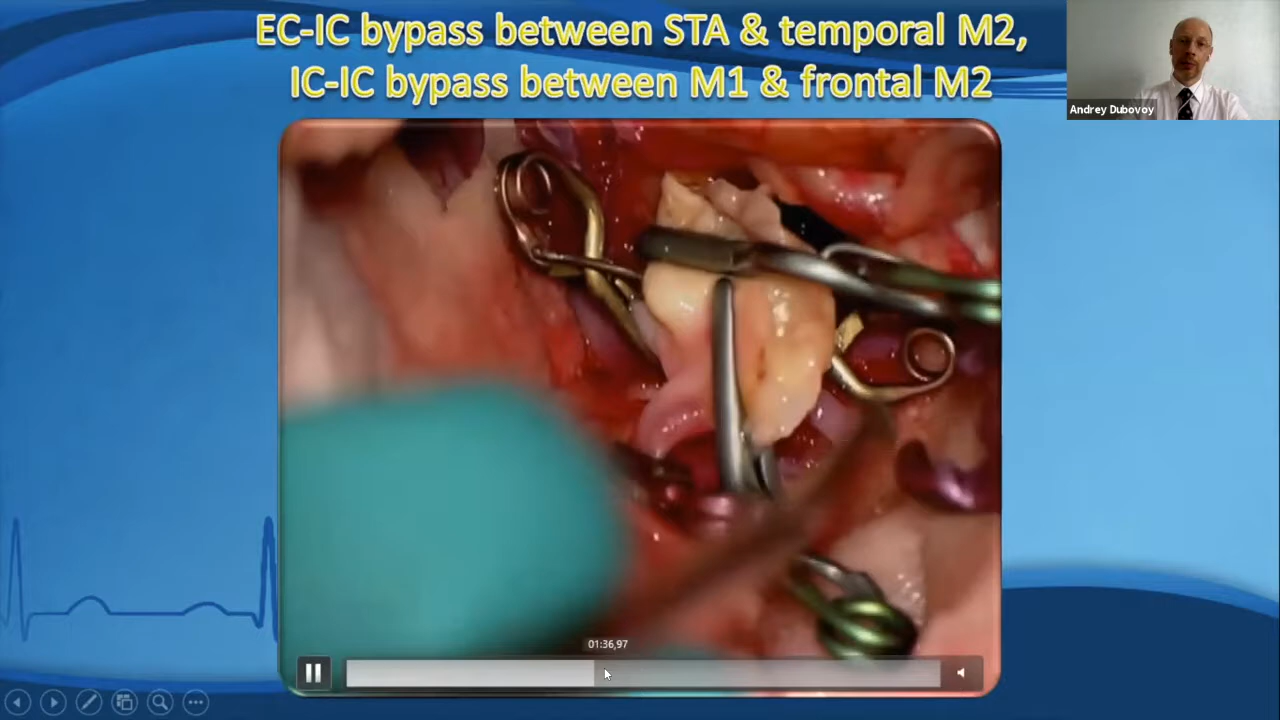 EC-IC bypass between STA & temporal M2,
IC-IC bypass between M1 & frontal M2
Andrey Dubovoy
01:36,97